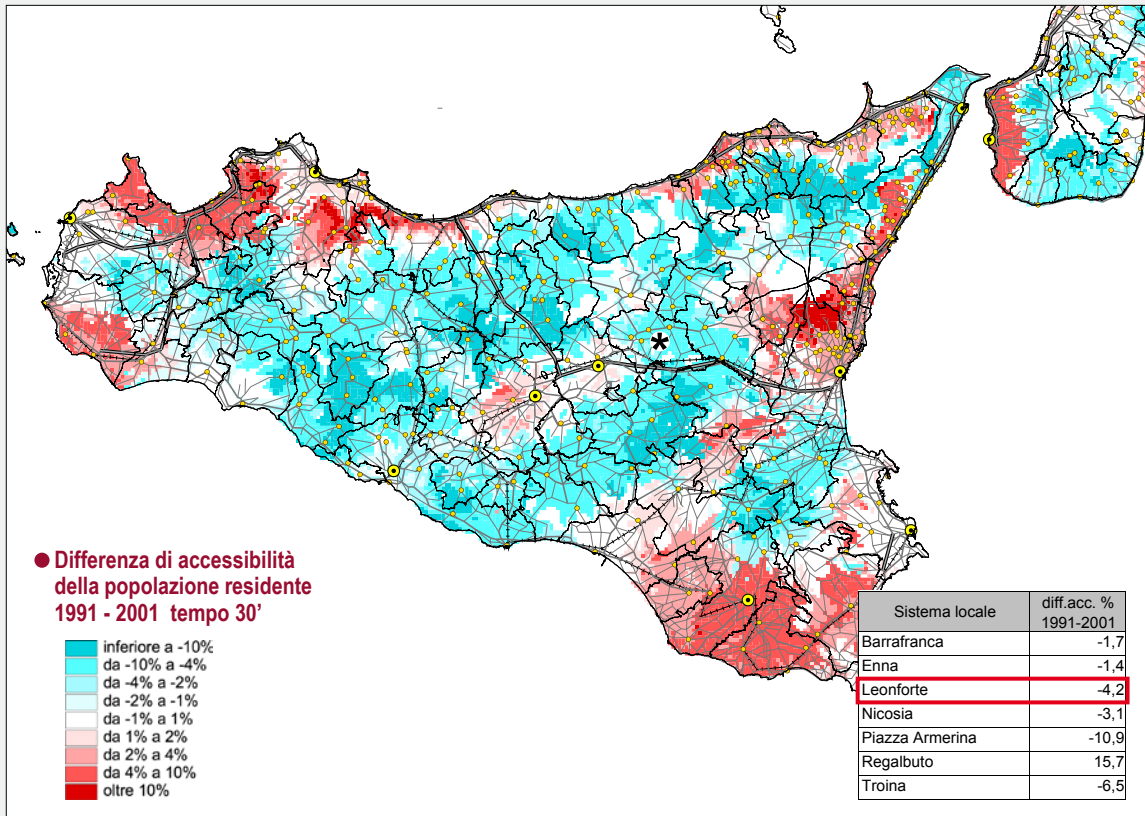 *
● Differenza di accessibilità
della popolazione residente
1991 - 2001 tempo 30'
inferiore a -10%
da -10% a -4%
da -4% a -2%
da -2% a -1%
da -1% a 1%
da 1% a 2%
da 2% a 4%
da 4% a 10%
oltre 10%
Sistema locale diff.acc. % 1991-2001
Barrafranca -1,7
Enna -1,4
Leonforte -4,2
Nicosia -3,1
Piazza Armerina -10,9
Regalbuto 15,7
Troina -6,5